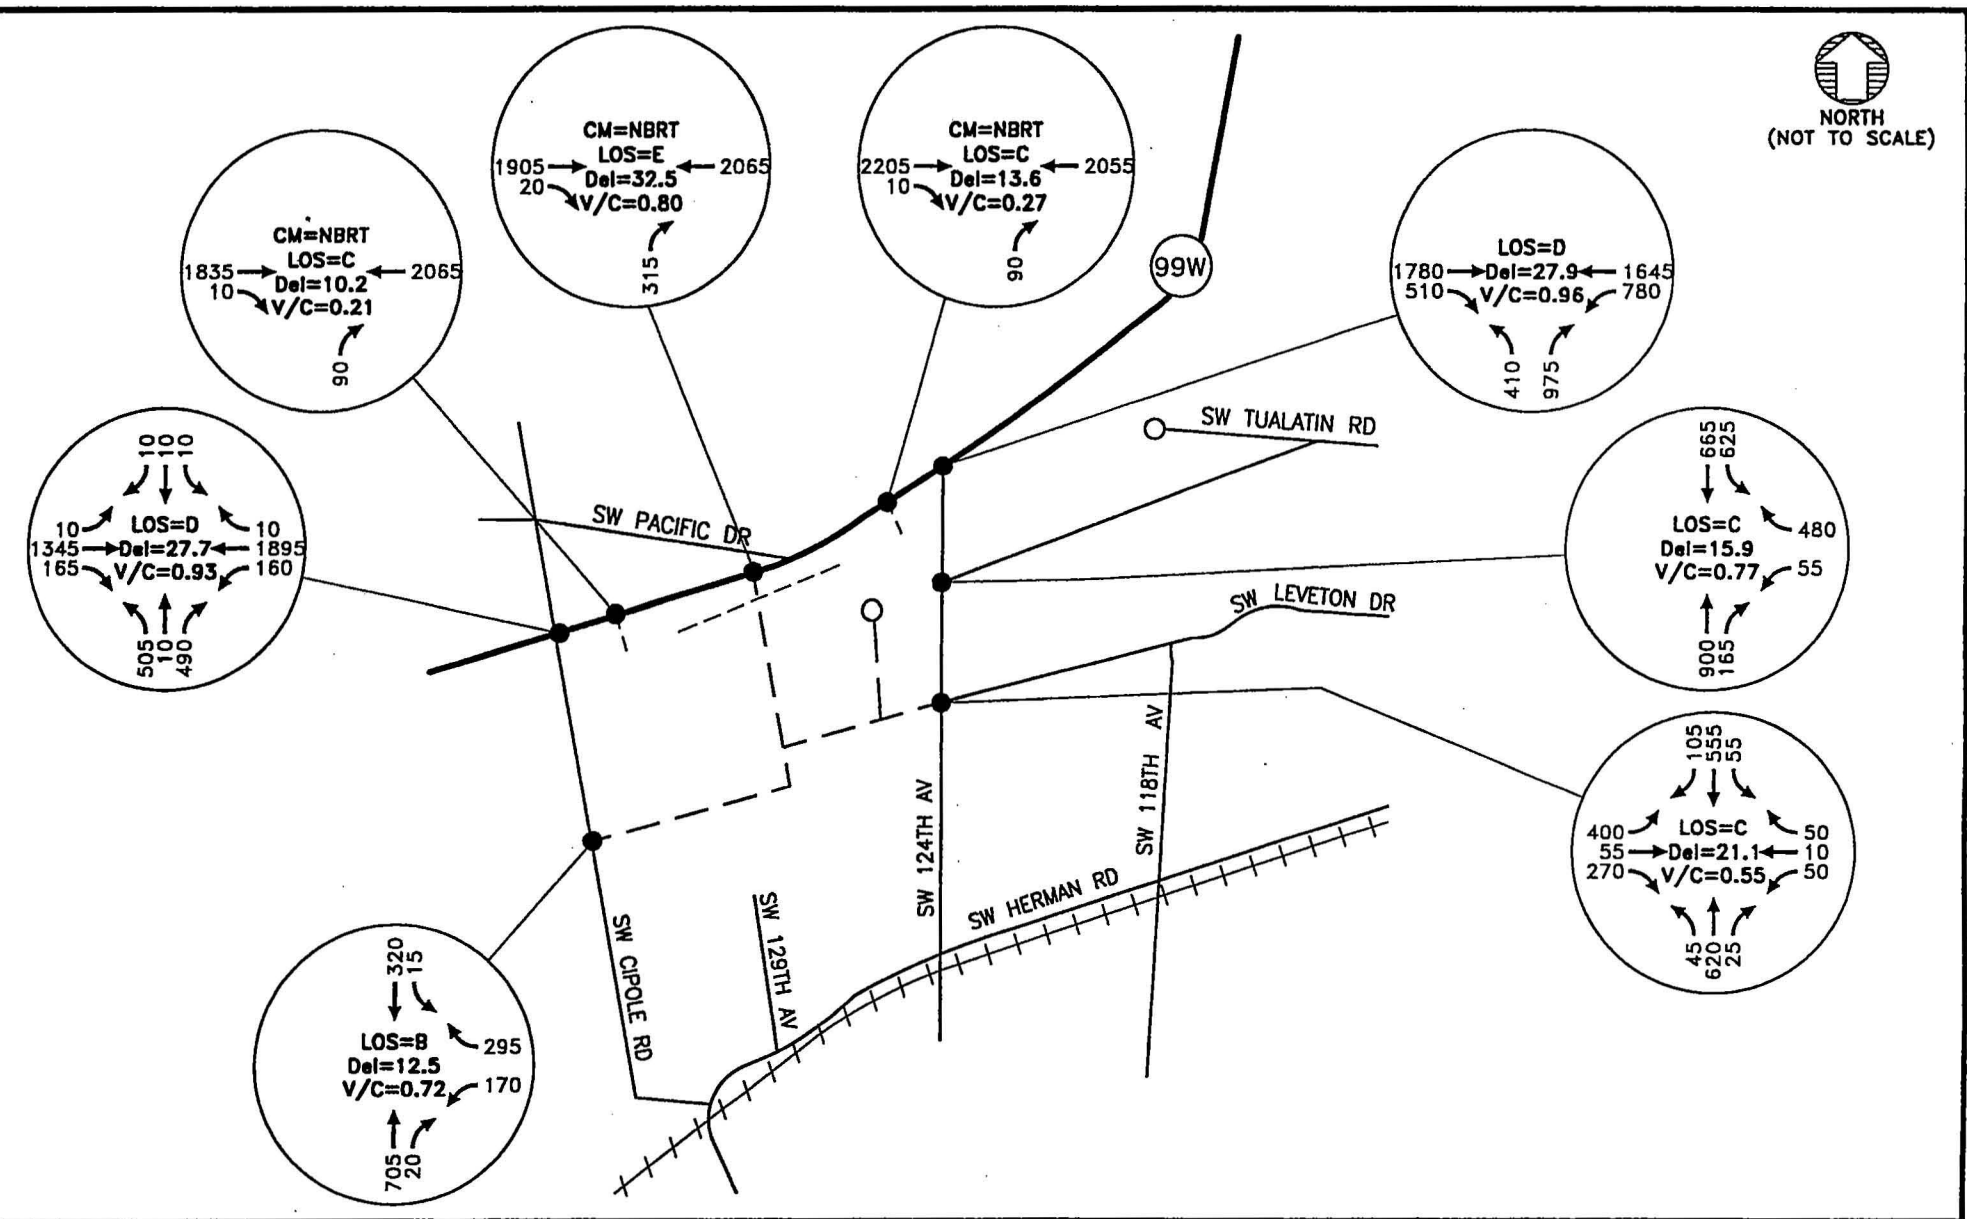 NORTH
(NOT TO SCALE)
CM=NBRT
LOS=E
1905 2065
Del=32.5
20
V/C=0.80
315
CM=NBRT
LOS=C
2205 2055
Del=13.6
10
V/C=0.27
90
CM=NBRT
LOS=C
1835 2065
Del=10.2
10
V/C=0.21
90
99W
LOS=D
1780 Del=27.9 1645
510 V/C=0.96 780
410 975
10 10 10
10 LOS=D 10
1345 Del=27.7 1895
165 V/C=0.93 160
505 10 490
SW TUALATIN RD
SW PACIFIC DR
665 625
LOS=C 480
Del=15.9
V/C=0.77 55
900 165
SW LEVETON DR
105 555 55
400 LOS=C 50
55 Del=21.1 10
270 V/C=0.55 50
45 620 25
SW 118TH AV
SW 124TH AV
SW HERMAN RD
SW 129TH AV
SW CIPOLE RD
320 15
LOS=B 295
Del=12.5
V/C=0.72 170
705 20